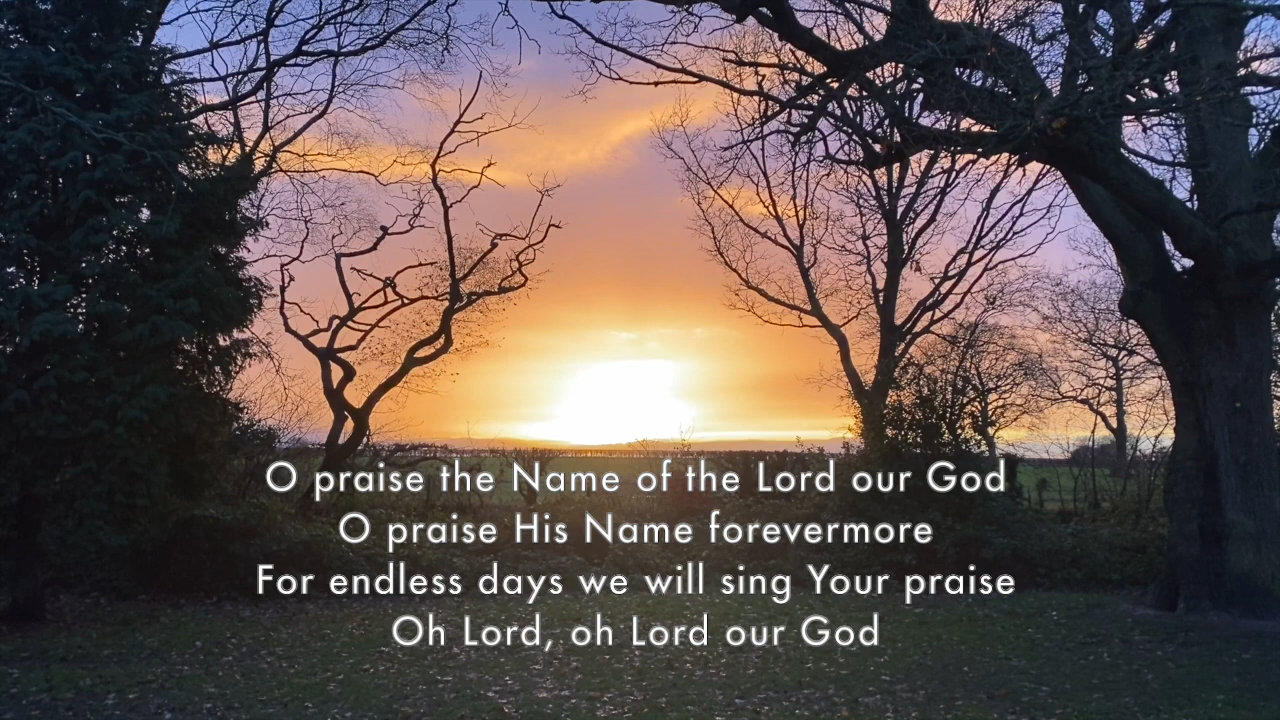 O praise the Name of the Lord our God
O praise His Name forevermore
For endless days we will sing Your praise
Oh Lord, oh Lord our God